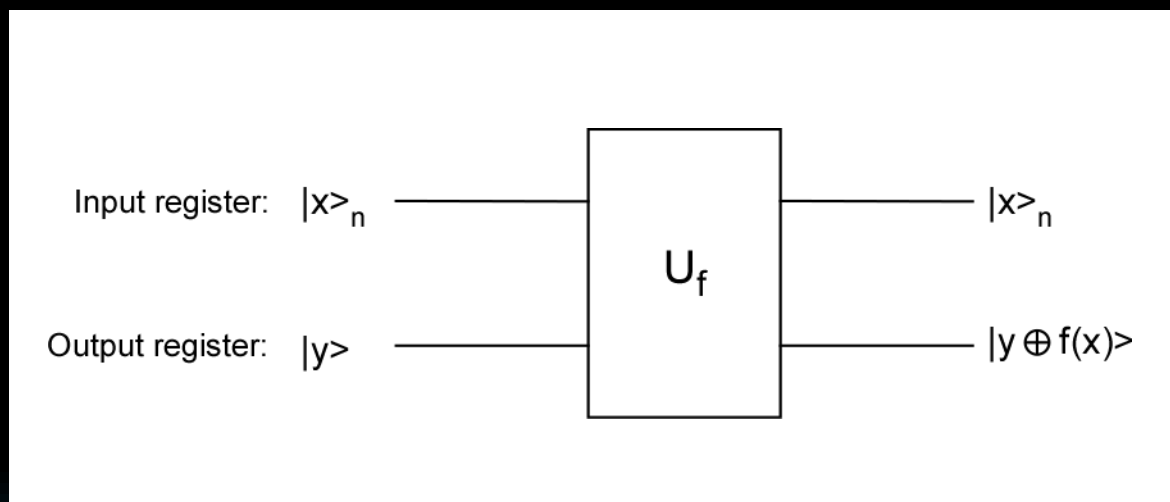 Input register: |x>n |x>n
Uf
Output register: |y> |y ⊕ f(x)>